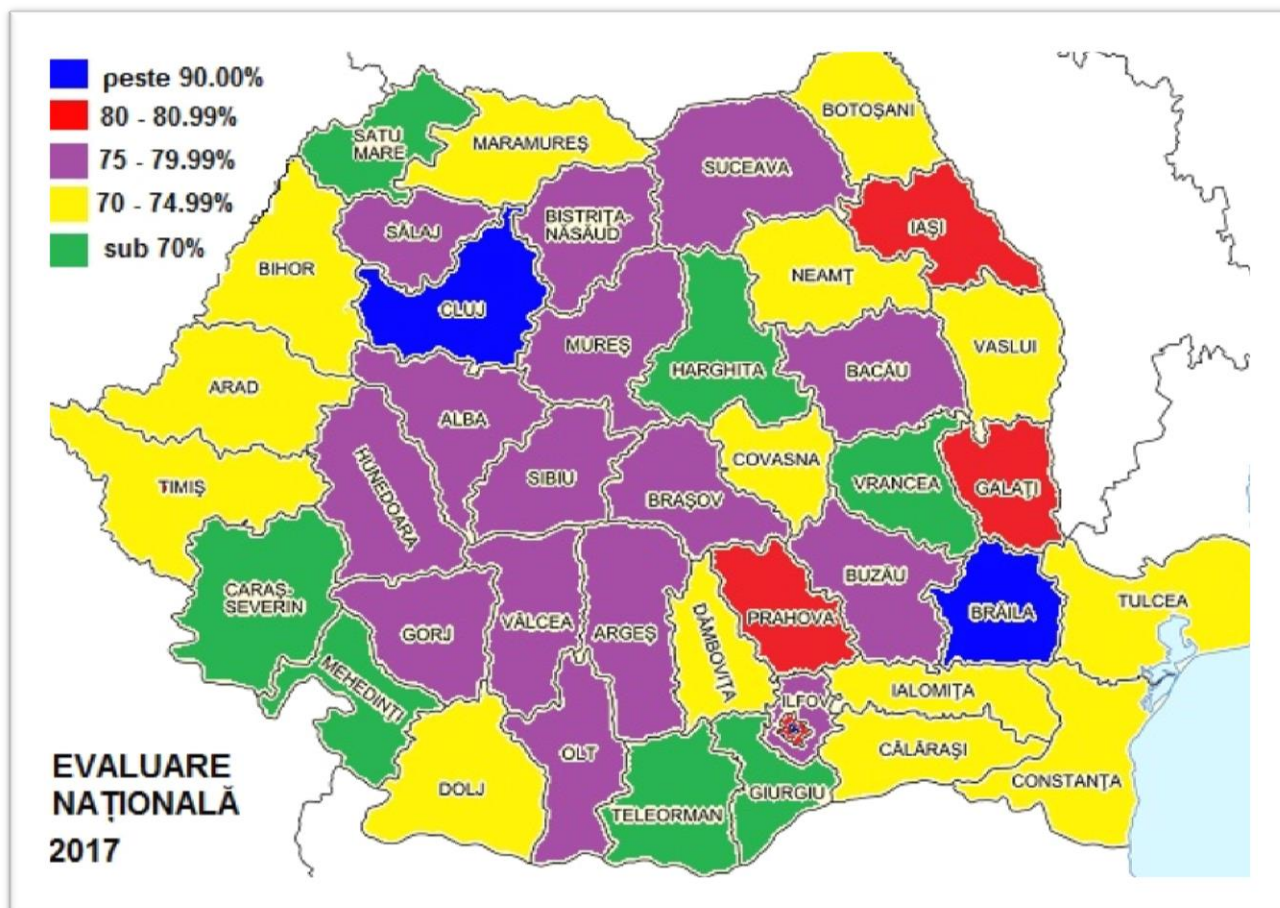 peste 90.00%
80 - 80.99%
75 - 79.99%
70 - 74.99%
sub 70%
SATU
MARE
MARAMUREȘ
BOTOȘANI
SUCEAVA
SĂLAJ
BISTRIȚA-
NĂSĂUD
IAȘI
BIHOR
NEAMȚ
CLUJ
MUREȘ
HARGHITA
BACĂU
VASLUI
ARAD
ALBA
COVASNA
TIMIȘ
HUNEDOARA
SIBIU
BRAȘOV
VRANCEA
GALAȚI
CARAȘ-
SEVERIN
BUZĂU
TULCEA
GORJ
VÂLCEA
ARGEȘ
DÂMBOVIȚA
PRAHOVA
BRĂILA
MEHEDINȚI
ILFOV
IALOMIȚA
CĂLĂRAȘI
CONSTANȚA
OLT
DOLJ
TELEORMAN
GIURGIU
EVALUARE
NAȚIONALĂ
2017